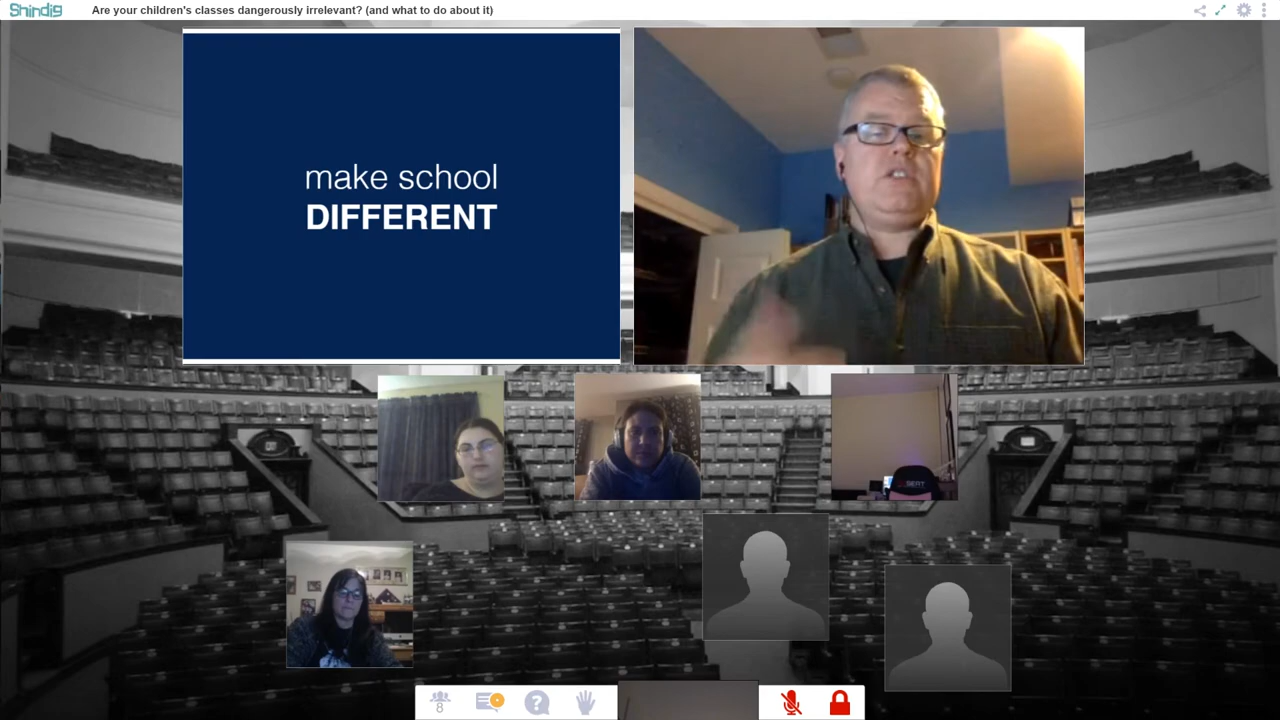 Shindig
Are your children's classes dangerously irrelevant? (and what to do about it)
make school
DIFFERENT
8